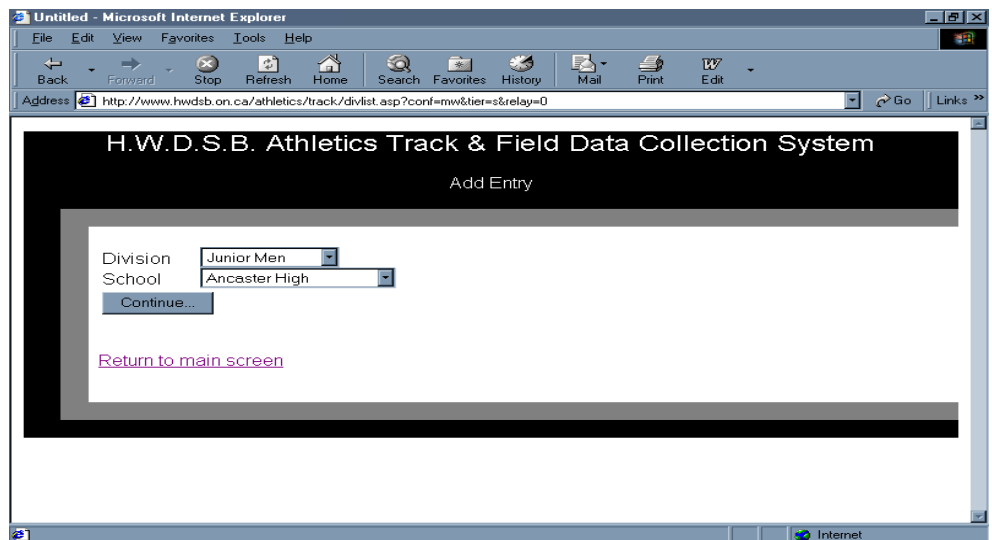 Untitled - Microsoft Internet Explorer
File Edit View Favorites Tools Help
Back Forward Stop Refresh Home Search Favorites History Mail Print Edit
Address http://www.hwdsb.on.ca/athletics/track/divlist.asp?conf=mw&tier=s&relay=0 Go Links »
H.W.D.S.B. Athletics Track & Field Data Collection System
Add Entry
Division Junior Men
School Ancaster High
Continue...
Return to main screen
Internet